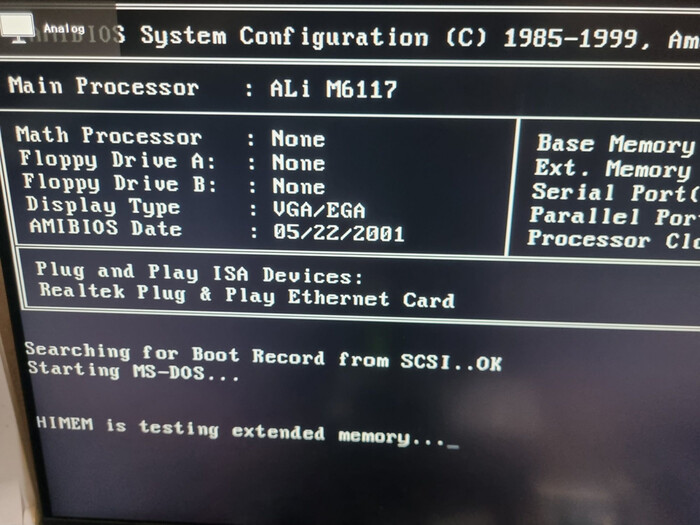 Analog
S System Configuration (C) 1985-1999, Am
Main Processor : ALi M6117
Math Processor : None
Floppy Drive A: : None
Floppy Drive B: : None
Display Type : VGA/EGA
AMIBIOS Date : 05/22/2001
Base Memory
Ext. Memory
Serial Port(
Parallel Por
Processor Clo
Plug and Play ISA Devices:
Realtek Plug & Play Ethernet Card
Searching for Boot Record from SCSI..OK
Starting MS-DOS...
HIMEM is testing extended memory..._